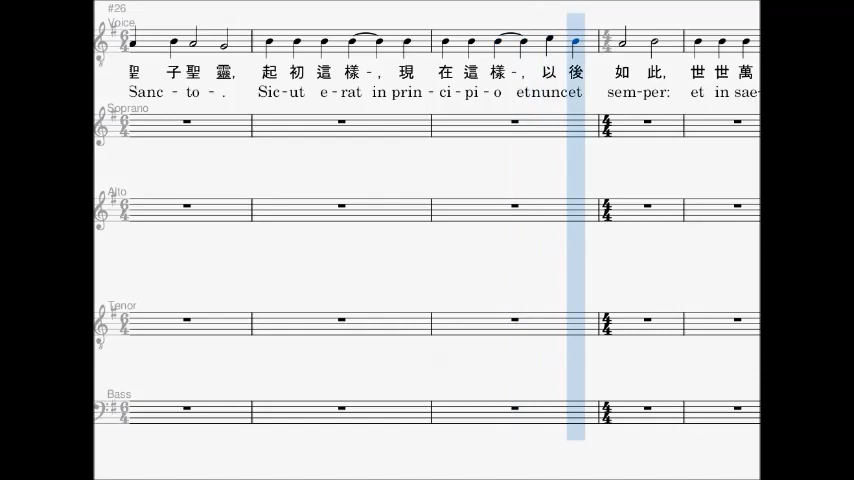 #26
Voice
聖 子聖 靈, 起 初 這 樣-, 現 在 這 樣-, 以 後 如 此, 世 世 萬
Sanc - to - . Sic-ut e-rat in prin-ci-pi-o etnuncet sem-per: et in sae-
Soprano
Alto
Tenor
Bass